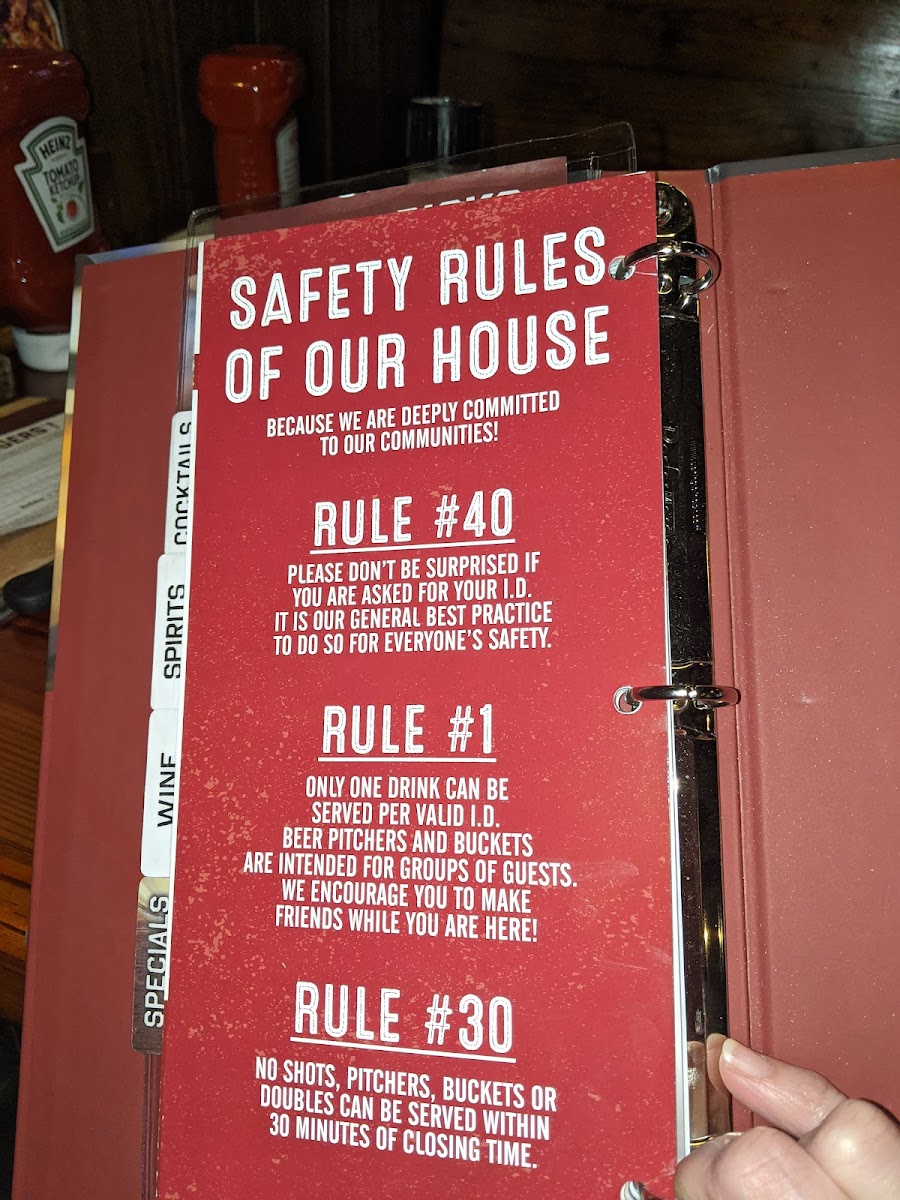 HEINZ
TOMATO
KETCHUP
SAFETY RULES
OF OUR HOUSE
BECAUSE WE ARE DEEPLY COMMITTED
TO OUR COMMUNITIES!
RULE #40
PLEASE DON'T BE SURPRISED IF
YOU ARE ASKED FOR YOUR I.D.
IT IS OUR GENERAL BEST PRACTICE
TO DO SO FOR EVERYONE'S SAFETY.
RULE #1
ONLY ONE DRINK CAN BE
SERVED PER VALID I.D.
BEER PITCHERS AND BUCKETS
ARE INTENDED FOR GROUPS OF GUESTS.
WE ENCOURAGE YOU TO MAKE
FRIENDS WHILE YOU ARE HERE!
RULE #30
NO SHOTS, PITCHERS, BUCKETS OR
DOUBLES CAN BE SERVED WITHIN
30 MINUTES OF CLOSING TIME.
COCKTAILS
SPIRITS
WINE
SPECIALS